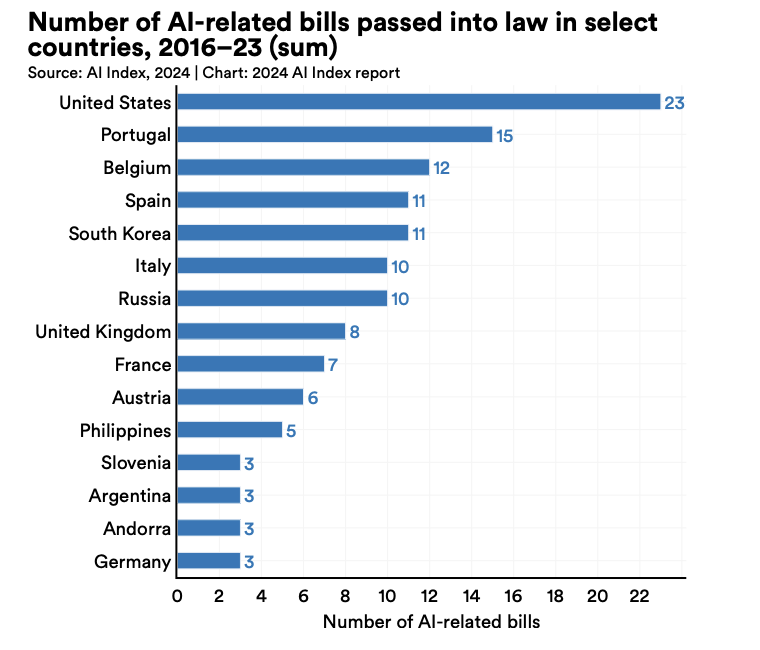 Number of AI-related bills passed into law in select
countries, 2016–23 (sum)
Source: AI Index, 2024 | Chart: 2024 AI Index report
United States 23
Portugal 15
Belgium 12
Spain 11
South Korea 11
Italy 10
Russia 10
United Kingdom 8
France 7
Austria 6
Philippines 5
Slovenia 3
Argentina 3
Andorra 3
Germany 3
0 2 4 6 8 10 12 14 16 18 20 22
Number of AI-related bills